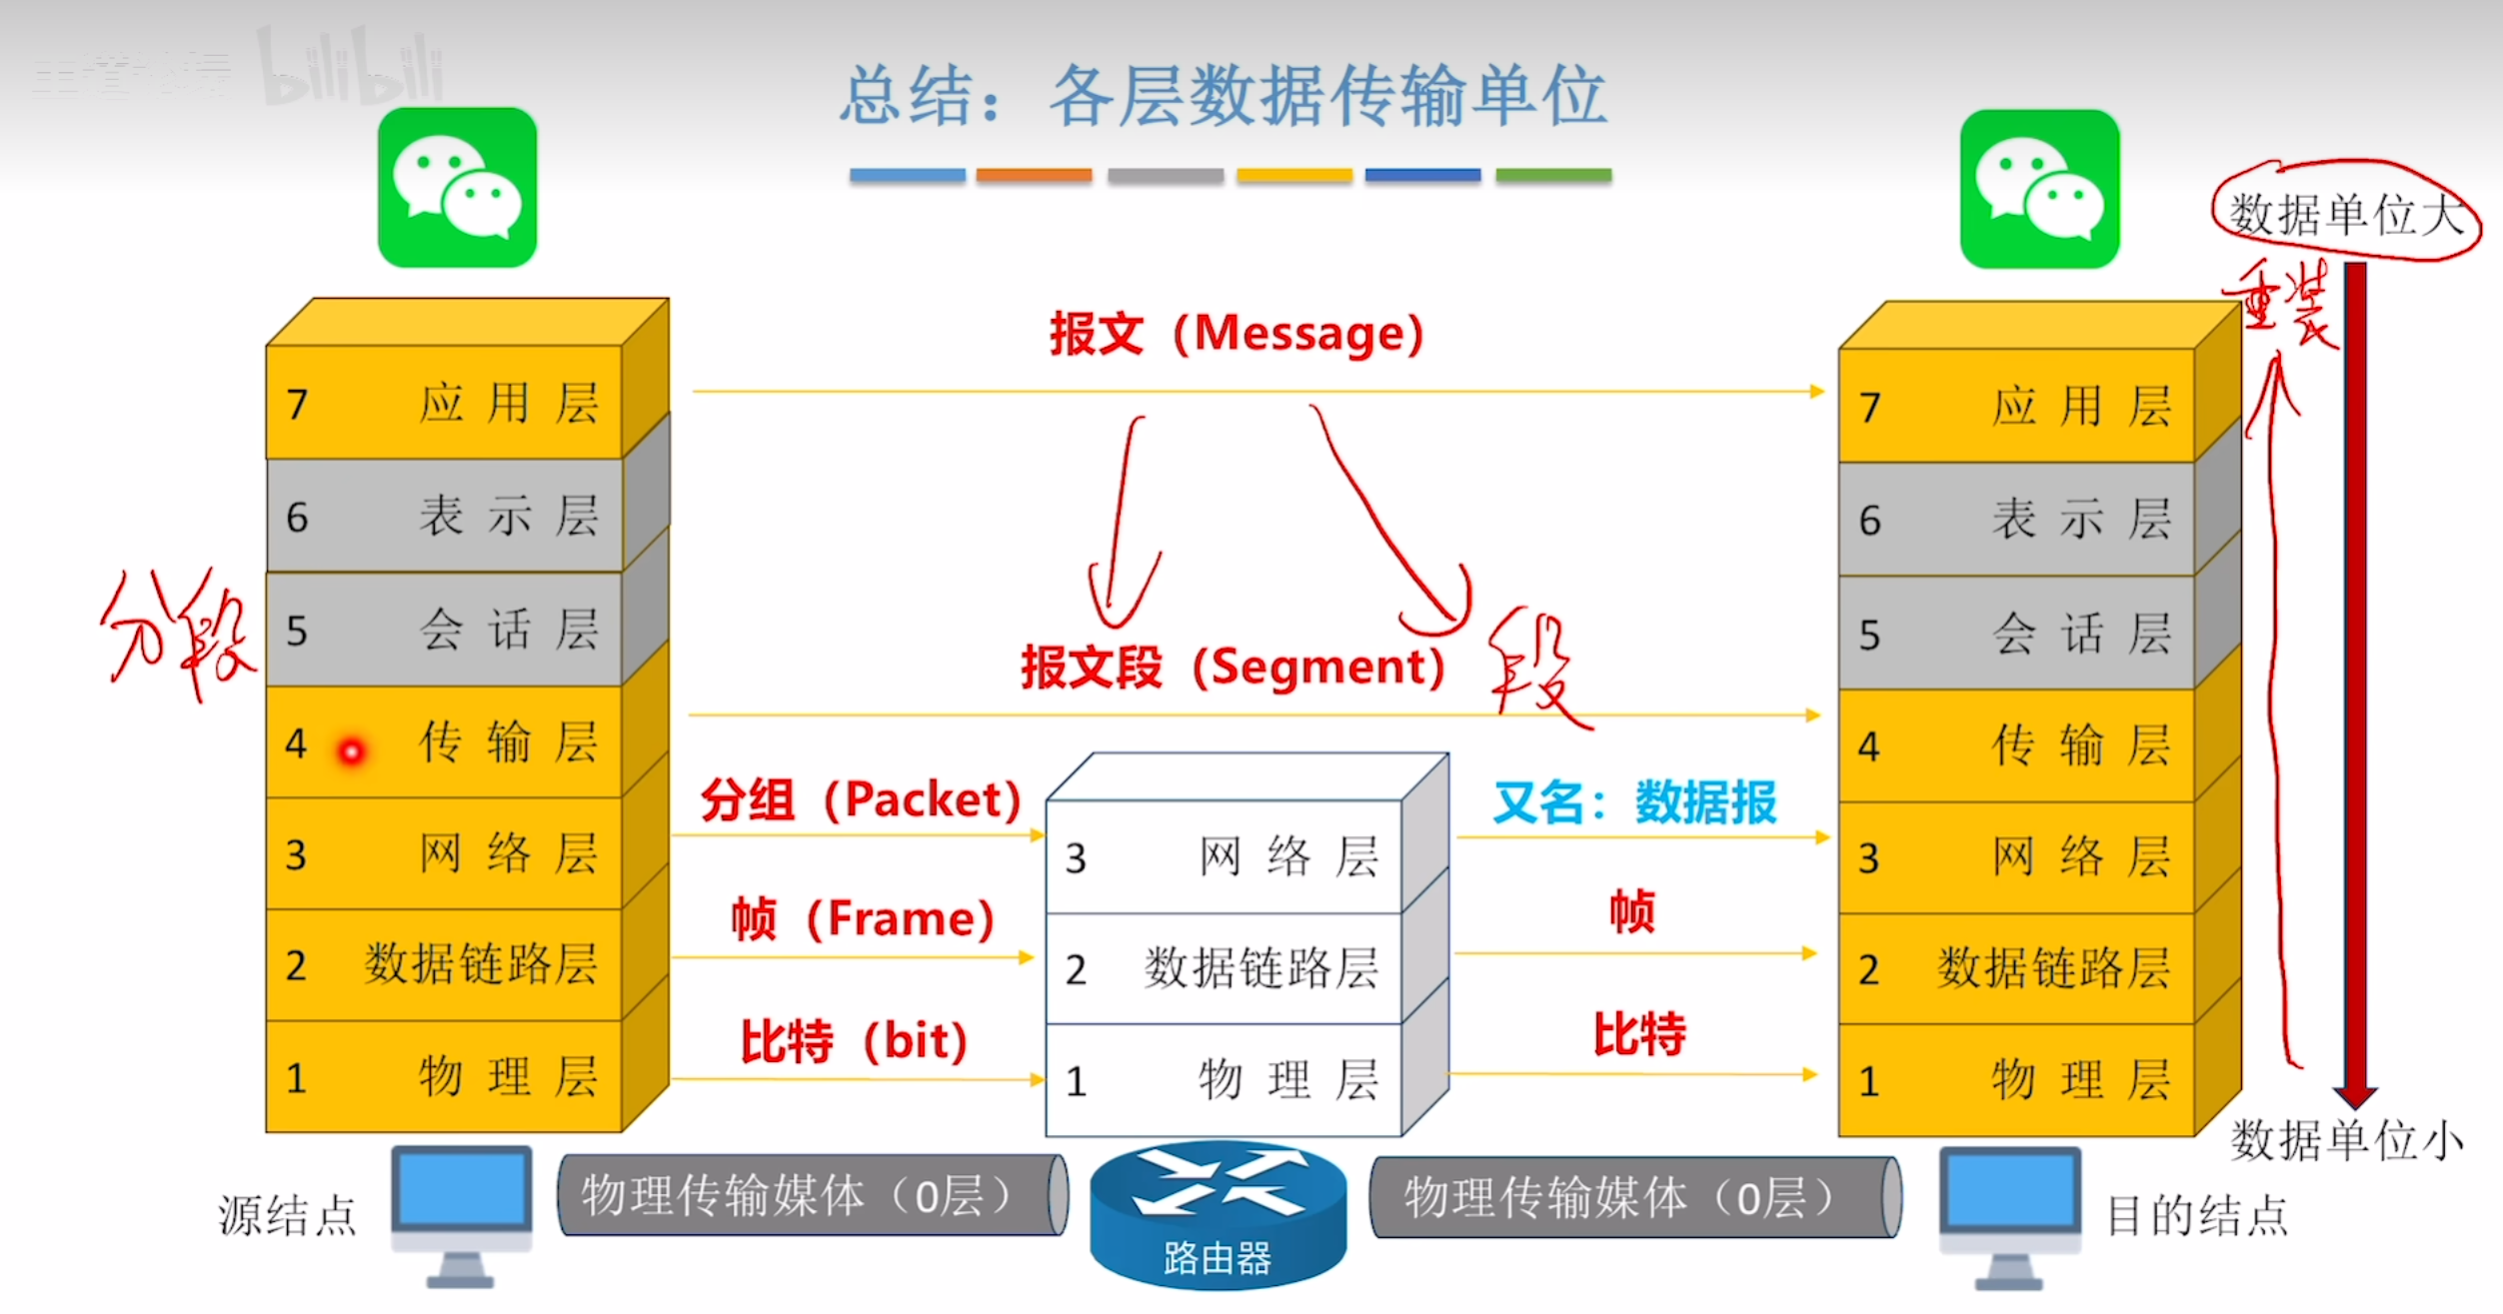 bilibili
总结：各层数据传输单位
数据单位大
重装
报文（Message）
7 应用层
7 应用层
6 表示层
6 表示层
分段
5 会话层
5 会话层
报文段（Segment）
段
4 传输层
4 传输层
分组（Packet）
又名：数据报
3 网络层
3 网络层
3 网络层
帧（Frame）
帧
2 数据链路层
2 数据链路层
2 数据链路层
比特（bit）
比特
1 物理层
1 物理层
1 物理层
数据单位小
源结点
物理传输媒体（0层）
路由器
物理传输媒体（0层）
目的结点